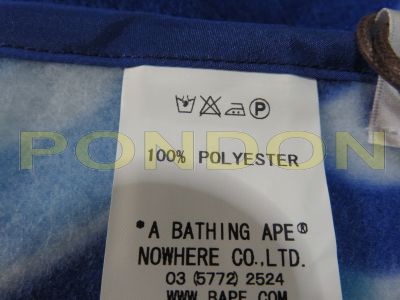 PONDON
100% POLYESTER
*A BATHING APE®
NOWHERE CO.,LTD.
03 (5772) 2524
WWW.BAPE.COM